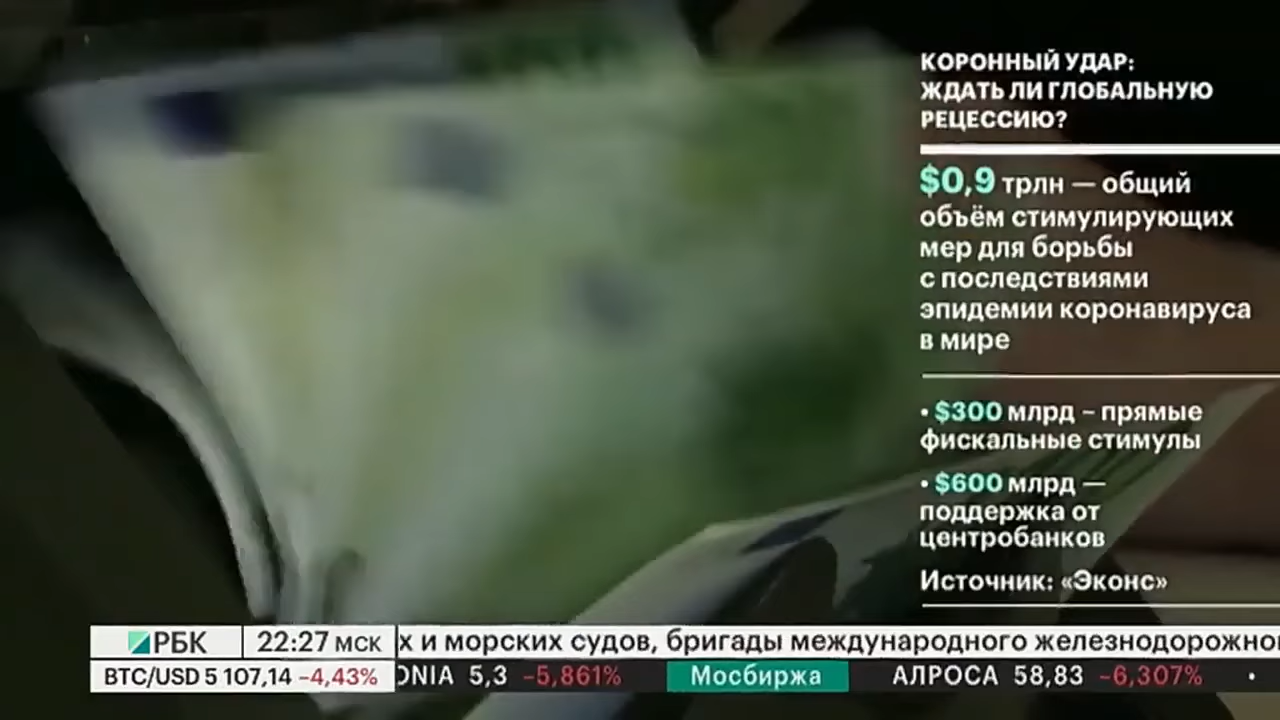 КОРОННЫЙ УДАР:
ЖДАТЬ ЛИ ГЛОБАЛЬНУЮ
РЕЦЕССИЮ?
$0,9 трлн — общий
объём стимулирующих
мер для борьбы
с последствиями
эпидемии коронавируса
в мире
• $300 млрд – прямые
фискальные стимулы
• $600 млрд —
поддержка от
центробанков
Источник: «Эконс»
РБК 22:27 МСК х и морских судов, бригады международного железнодорожно
BTC/USD 5 107,14 -4,43% ONIA 5,3 -5,861% Мосбиржа АЛРОСА 58,83 -6,307% •